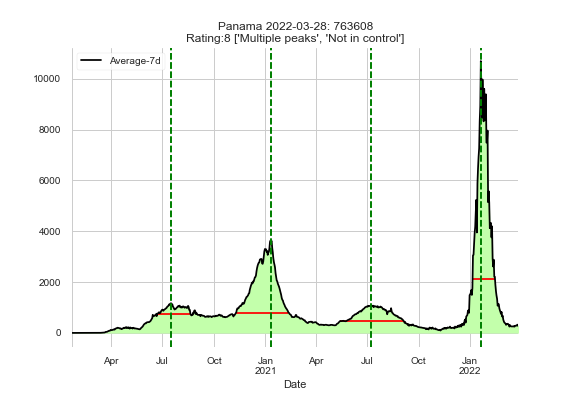 Panama 2022-03-28: 763608
Rating:8 ['Multiple peaks', 'Not in control']
Average-7d
10000
8000
6000
4000
2000
0
Apr Jul Oct Jan Apr Jul Oct Jan
2021 2022
Date